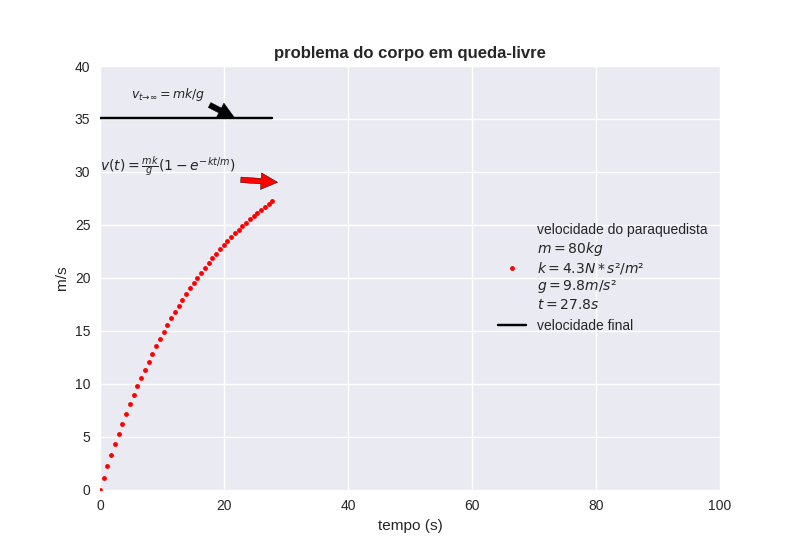 problema do corpo em queda-livre
40
35
30
25
20
15
10
5
0
m/s
v_{t→∞} = mk/g
v(t) = \frac{mk}{g}(1 − e^{−kt/m})
velocidade do paraquedista
m = 80kg
k = 4.3N * s²/m²
g = 9.8m/s²
t = 27.8s
velocidade final
0 20 40 60 80 100
tempo (s)